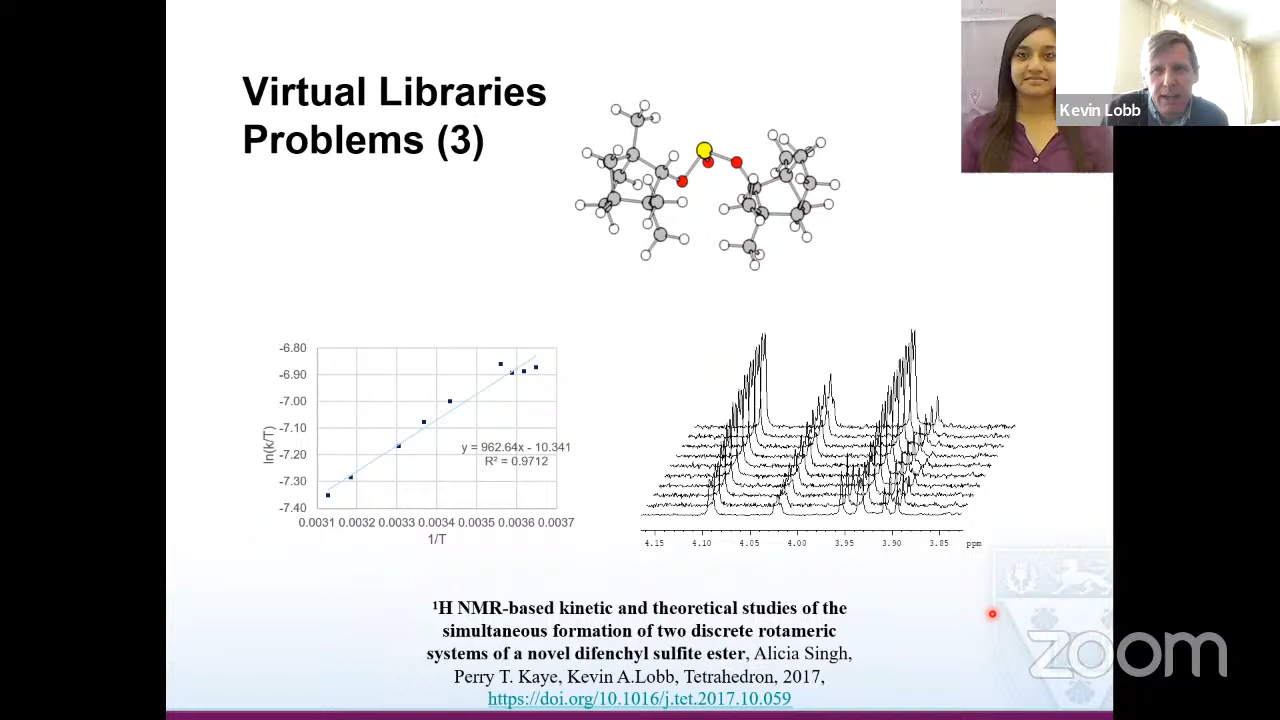 Virtual Libraries
Problems (3)
Kevin Lobb
-6.80
-6.90
-7.00
-7.10
-7.20
-7.30
-7.40
ln(k/T)
y = 962.64x - 10.341
R² = 0.9712
0.0031 0.0032 0.0033 0.0034 0.0035 0.0036 0.0037
1/T
4.15 4.10 4.05 4.00 3.95 3.90 3.85 ppm
¹H NMR-based kinetic and theoretical studies of the
simultaneous formation of two discrete rotameric
systems of a novel difenchyl sulfite ester, Alicia Singh,
Perry T. Kaye, Kevin A.Lobb, Tetrahedron, 2017,
https://doi.org/10.1016/j.tet.2017.10.059
zoom